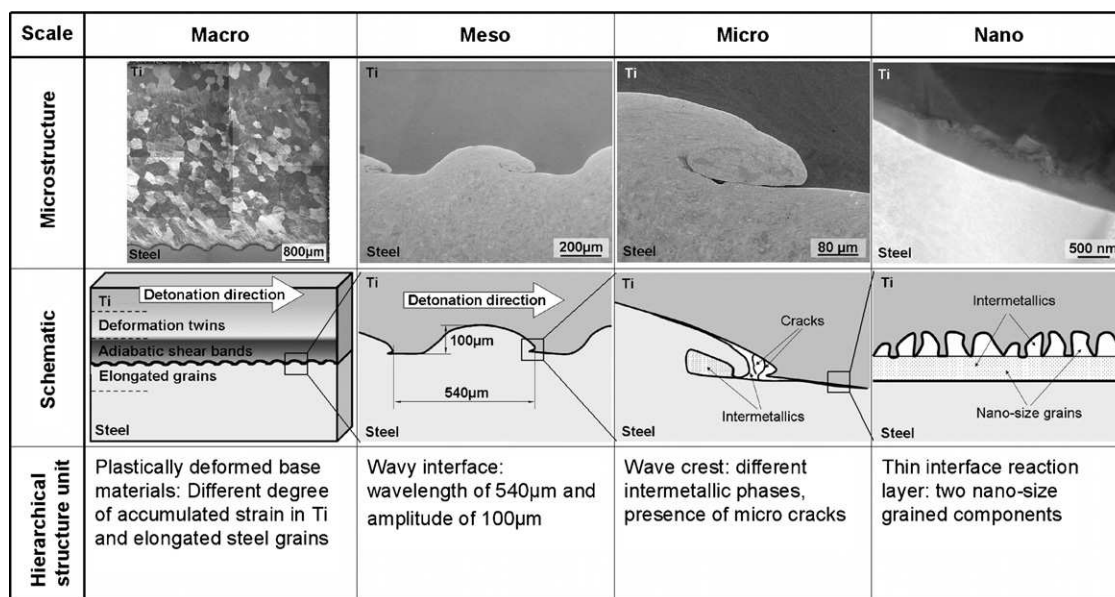 Scale
Macro
Meso
Micro
Nano
Microstructure
Ti
Steel
800µm
Ti
Steel
200µm
Ti
Steel
80 µm
Ti
Steel
500 nm
Schematic
Detonation direction
Ti
Deformation twins
Adiabatic shear bands
Elongated grains
Steel
Ti
Detonation direction
100µm
540µm
Steel
Ti
Cracks
Intermetallics
Steel
Ti
Intermetallics
Nano-size grains
Steel
Hierarchical
structure unit
Plastically deformed base
materials: Different degree
of accumulated strain in Ti
and elongated steel grains
Wavy interface:
wavelength of 540µm and
amplitude of 100µm
Wave crest: different
intermetallic phases,
presence of micro cracks
Thin interface reaction
layer: two nano-size
grained components